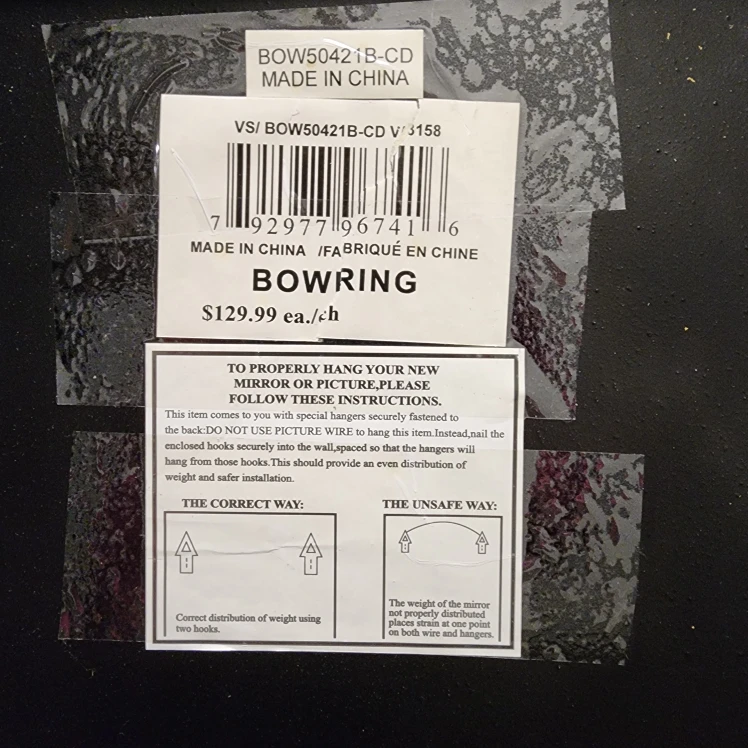 BOW50421B-CD
MADE IN CHINA
VS/ BOW50421B-CD V/3158
7 92977 96741 6
MADE IN CHINA /FABRIQUÉ EN CHINE
BOWRING
$129.99 ea./ch
TO PROPERLY HANG YOUR NEW
MIRROR OR PICTURE,PLEASE
FOLLOW THESE INSTRUCTIONS.
This item comes to you with special hangers securely fastened to
the back:DO NOT USE PICTURE WIRE to hang this item.Instead,nail the
enclosed hooks securely into the wall,spaced so that the hangers will
hang from those hooks.This should provide an even distribution of
weight and safer installation.
THE CORRECT WAY:
Correct distribution of weight using
two hooks.
THE UNSAFE WAY:
The weight of the mirror
not properly distributed
places strain at one point
on both wire and hangers.